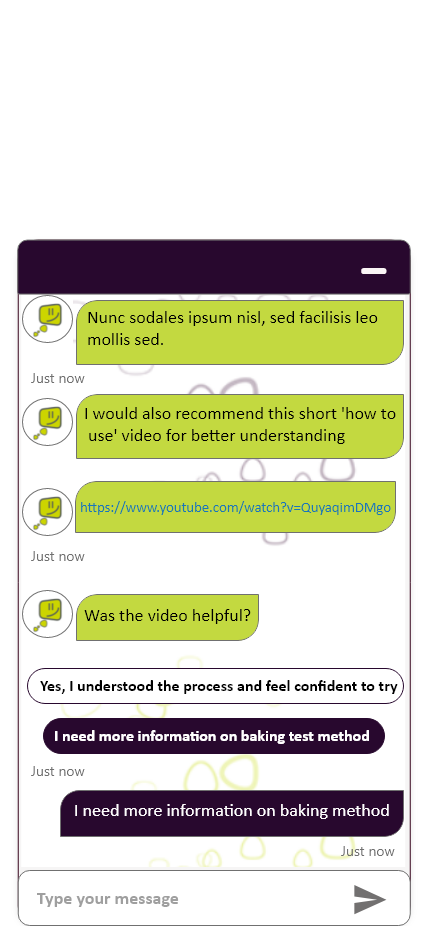 Nunc sodales ipsum nisl, sed facilisis leo
mollis sed.
Just now
I would also recommend this short 'how to
use' video for better understanding
https://www.youtube.com/watch?v=QuyaqimDMgo
Just now
Was the video helpful?
Yes, I understood the process and feel confident to try
I need more information on baking test method
Just now
I need more information on baking method
Just now
Type your message